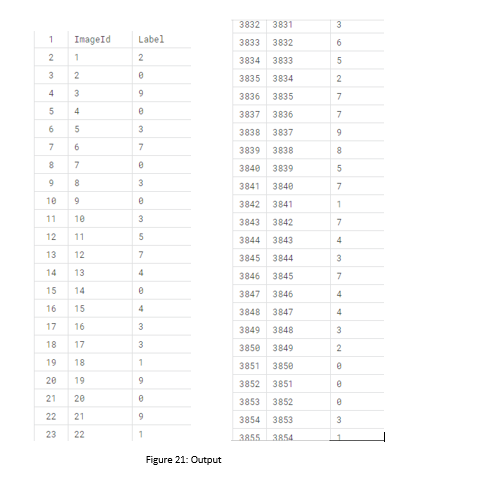 1 ImageId Label
2 1 2
3 2 0
4 3 9
5 4 0
6 5 3
7 6 7
8 7 0
9 8 3
10 9 0
11 10 3
12 11 5
13 12 7
14 13 4
15 14 0
16 15 4
17 16 3
18 17 3
19 18 1
20 19 9
21 20 0
22 21 9
23 22 1
3832 3831 3
3833 3832 6
3834 3833 5
3835 3834 2
3836 3835 7
3837 3836 7
3838 3837 9
3839 3838 8
3840 3839 5
3841 3840 7
3842 3841 1
3843 3842 7
3844 3843 4
3845 3844 3
3846 3845 7
3847 3846 4
3848 3847 4
3849 3848 3
3850 3849 2
3851 3850 0
3852 3851 0
3853 3852 0
3854 3853 3
3855 3854 1
Figure 21: Output